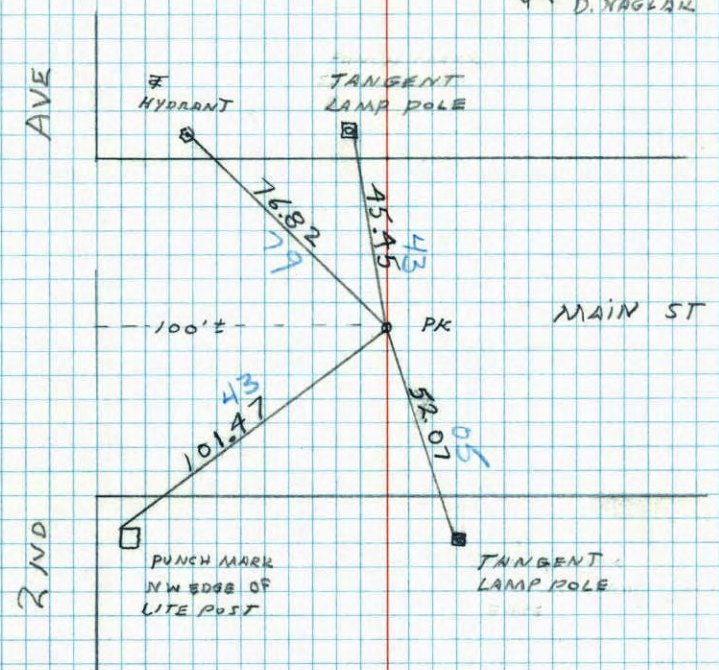 D. NAGLAK
AVE
HYDRANT
TANGENT
LAMP POLE
76.82
79
45.45
43
100'±
PK
MAIN ST
43
101.47
52.07
05
2ND
PUNCH MARK
NW EDGE OF
LITE POST
TANGENT
LAMP POLE